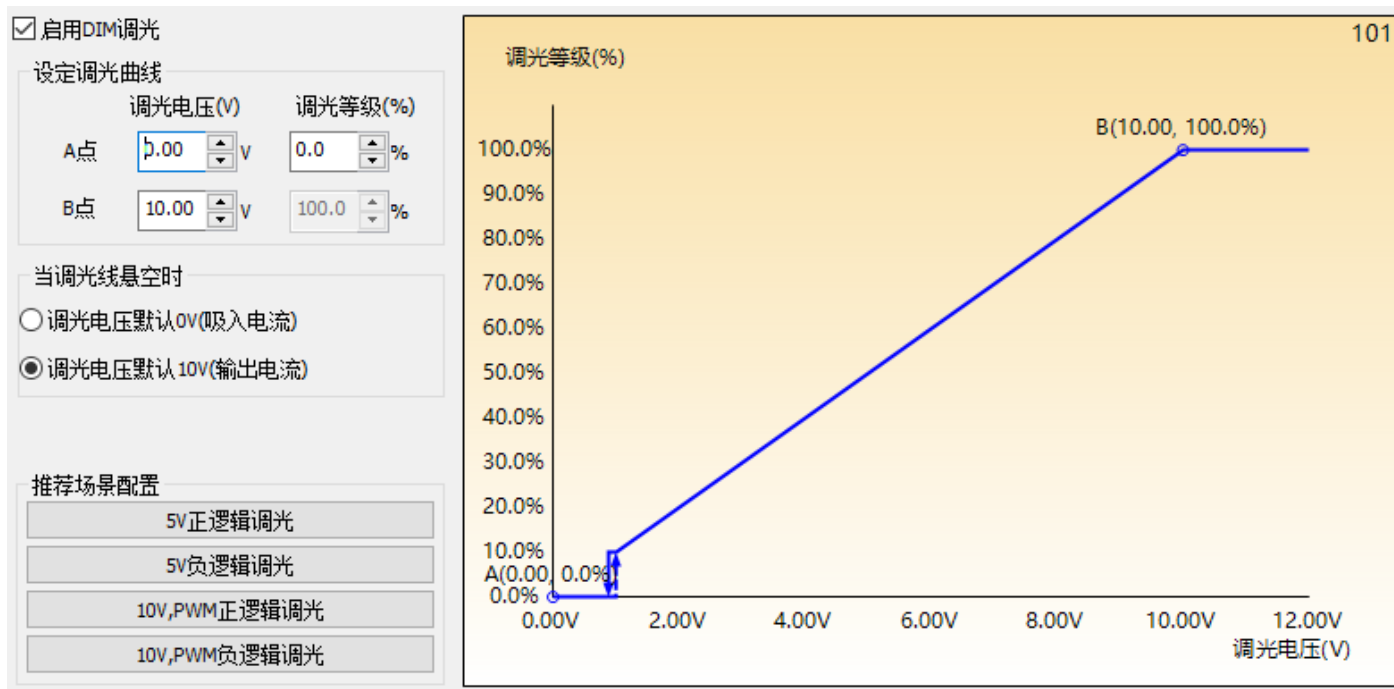 启用DIM调光
设定调光曲线
调光电压(V) 调光等级(%)
A点 0.00 V 0.0 %
B点 10.00 V 100.0 %
当调光线悬空时
调光电压默认0V(吸入电流)
调光电压默认10V(输出电流)
推荐场景配置
5V正逻辑调光
5V负逻辑调光
10V,PWM正逻辑调光
10V,PWM负逻辑调光
101
调光等级(%)
B(10.00, 100.0%)
100.0%
90.0%
80.0%
70.0%
60.0%
50.0%
40.0%
30.0%
20.0%
10.0%
A(0.00, 0.0%)
0.0%
0.00V 2.00V 4.00V 6.00V 8.00V 10.00V 12.00V
调光电压(V)